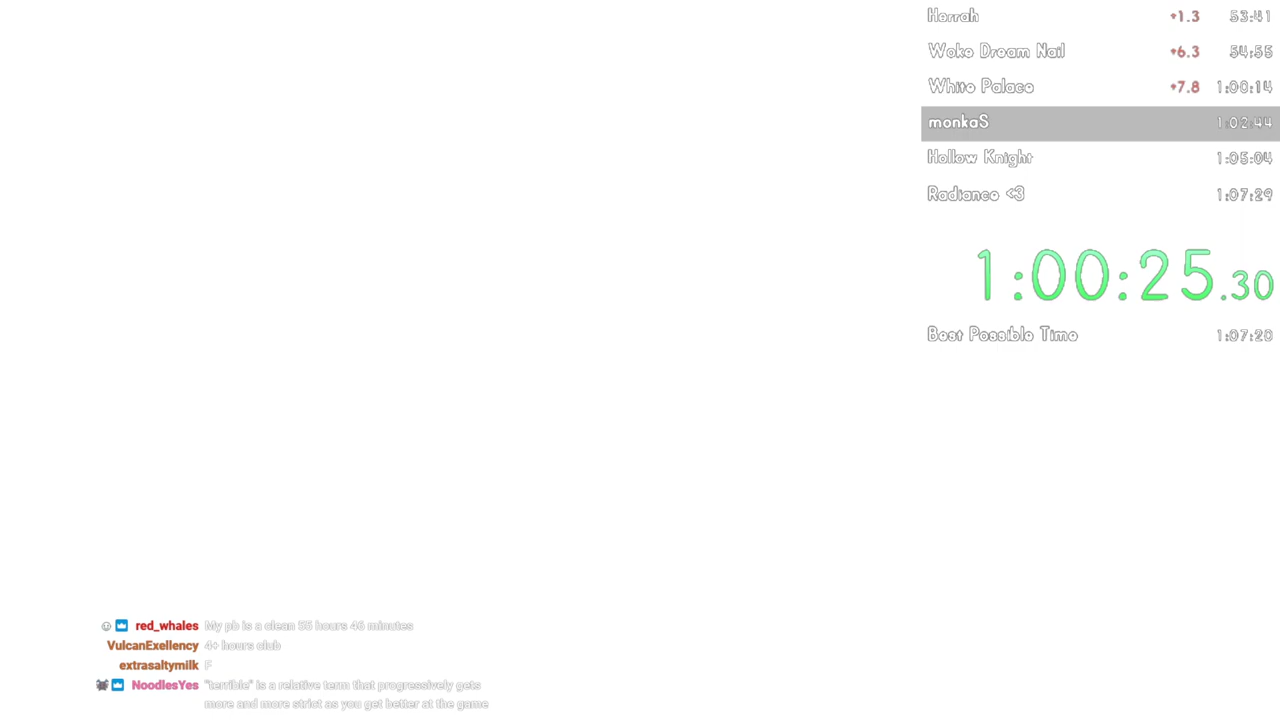 Herrah +1.3 53:41
Woke Dream Nail +6.3 54:55
White Palace +7.8 1:00:14
monkaS 1:02:44
Hollow Knight 1:05:04
Radiance <3 1:07:29
1:00:25.30
Best Possible Time 1:07:20
red_whales My pb is a clean 55 hours 46 minutes
VulcanExellency 4+ hours club
extrasaltymilk F
NoodlesYes "terrible" is a relative term that progressively gets
more and more strict as you get better at the game